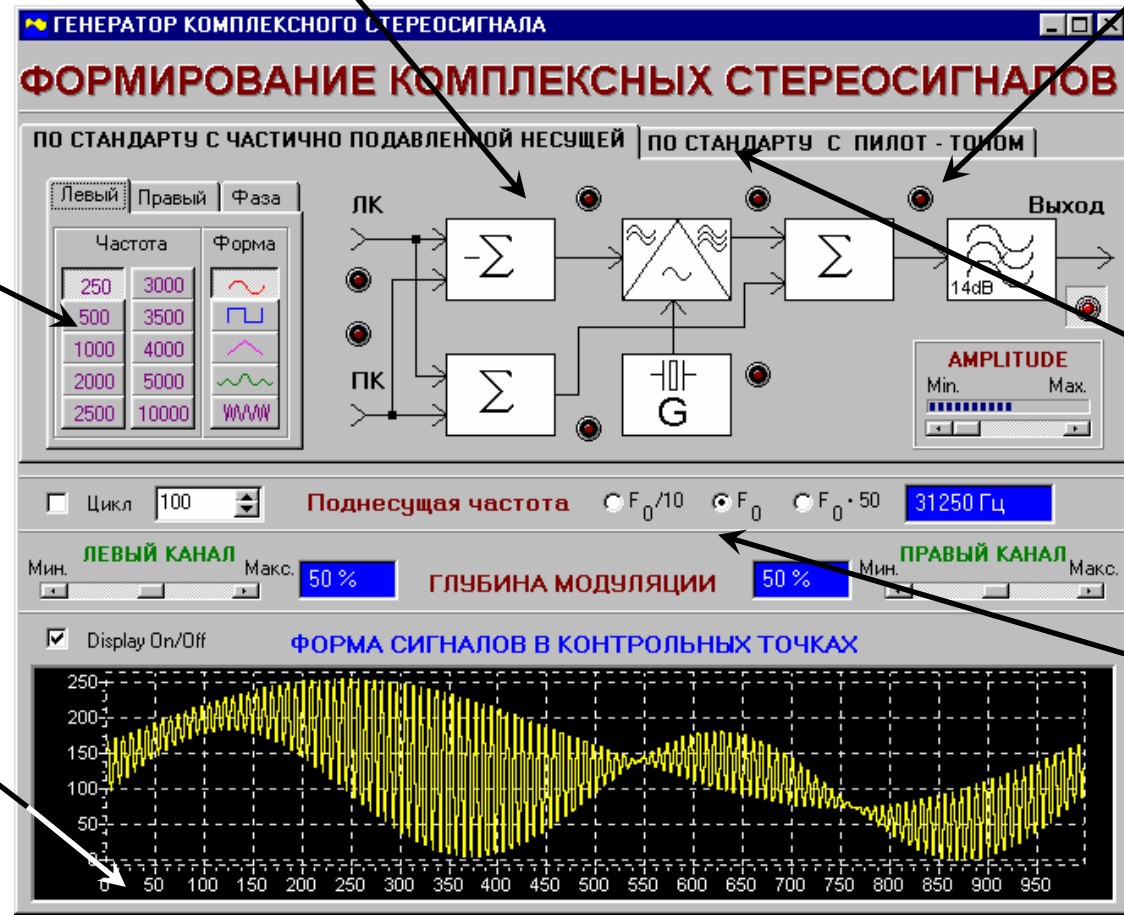 ГЕНЕРАТОР КОМПЛЕКСНОГО СТЕРЕОСИГНАЛА
ФОРМИРОВАНИЕ КОМПЛЕКСНЫХ СТЕРЕОСИГНАЛОВ
ПО СТАНДАРТУ С ЧАСТИЧНО ПОДАВЛЕННОЙ НЕСУЩЕЙ ПО СТАНДАРТУ С ПИЛОТ - ТОНОМ
Левый Правый Фаза
Частота Форма
250 3000
500 3500
1000 4000
2000 5000
2500 10000
ЛК
-Σ
Σ
Выход
14dB
ПК
Σ
G
AMPLITUDE
Min. Max.
Цикл 100 Поднесущая частота F0/10 F0 F0·50 31250 Гц
ЛЕВЫЙ КАНАЛ
Мин. Макс.
50 %
ГЛУБИНА МОДУЛЯЦИИ
50 %
ПРАВЫЙ КАНАЛ
Мин. Макс.
Display On/Off ФОРМА СИГНАЛОВ В КОНТРОЛЬНЫХ ТОЧКАХ
250
200
150
100
50
0
0 50 100 150 200 250 300 350 400 450 500 550 600 650 700 750 800 850 900 950